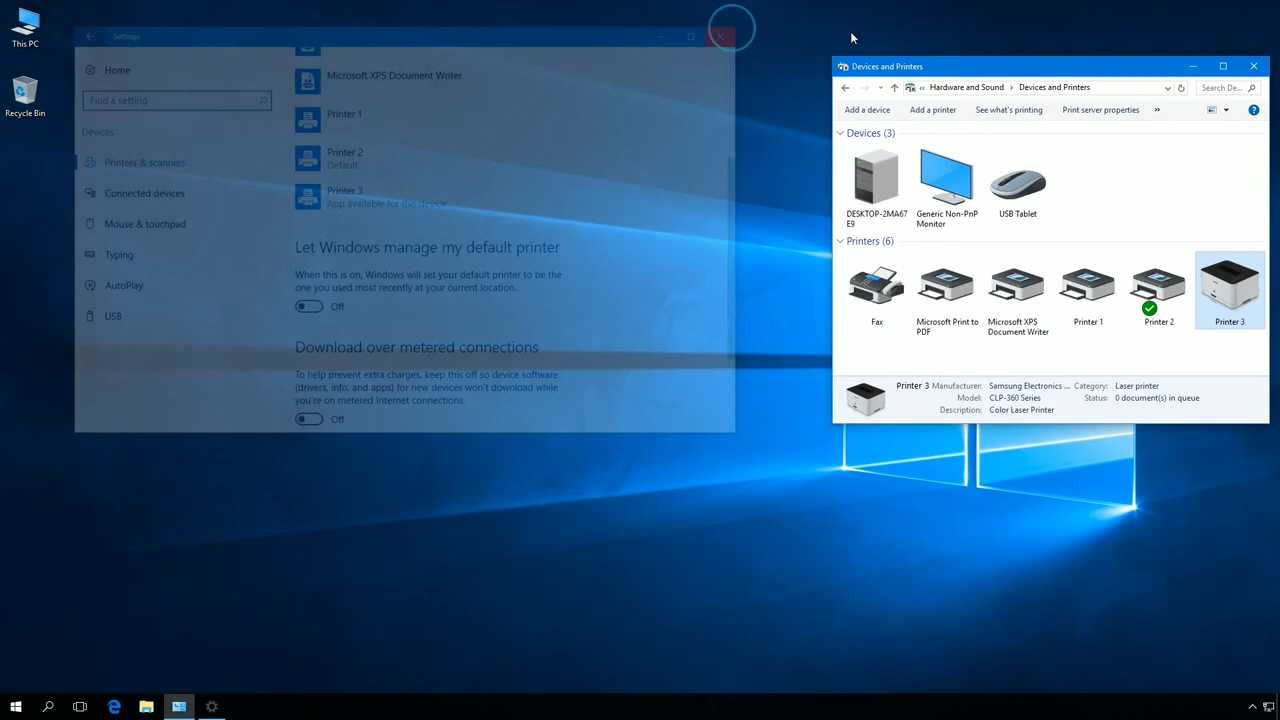 This PC
Recycle Bin
Settings
Home
Find a setting
Devices
Printers & scanners
Connected devices
Mouse & touchpad
Typing
AutoPlay
USB
Microsoft XPS Document Writer
Printer 1
Printer 2
Default
Printer 3
App available for this device
Let Windows manage my default printer
When this is on, Windows will set your default printer to be the
one you used most recently at your current location.
Off
Download over metered connections
To help prevent extra charges, keep this off so device software
(drivers, info, and apps) for new devices won't download while
you're on metered Internet connections.
Off
Devices and Printers
« Hardware and Sound › Devices and Printers
Search De...
Add a device Add a printer See what's printing Print server properties »
Devices (3)
DESKTOP-2MA67
E9
Generic Non-PnP
Monitor
USB Tablet
Printers (6)
Fax
Microsoft Print to
PDF
Microsoft XPS
Document Writer
Printer 1
Printer 2
Printer 3
Printer 3 Manufacturer: Samsung Electronics ... Category: Laser printer
Model: CLP-360 Series Status: 0 document(s) in queue
Description: Color Laser Printer